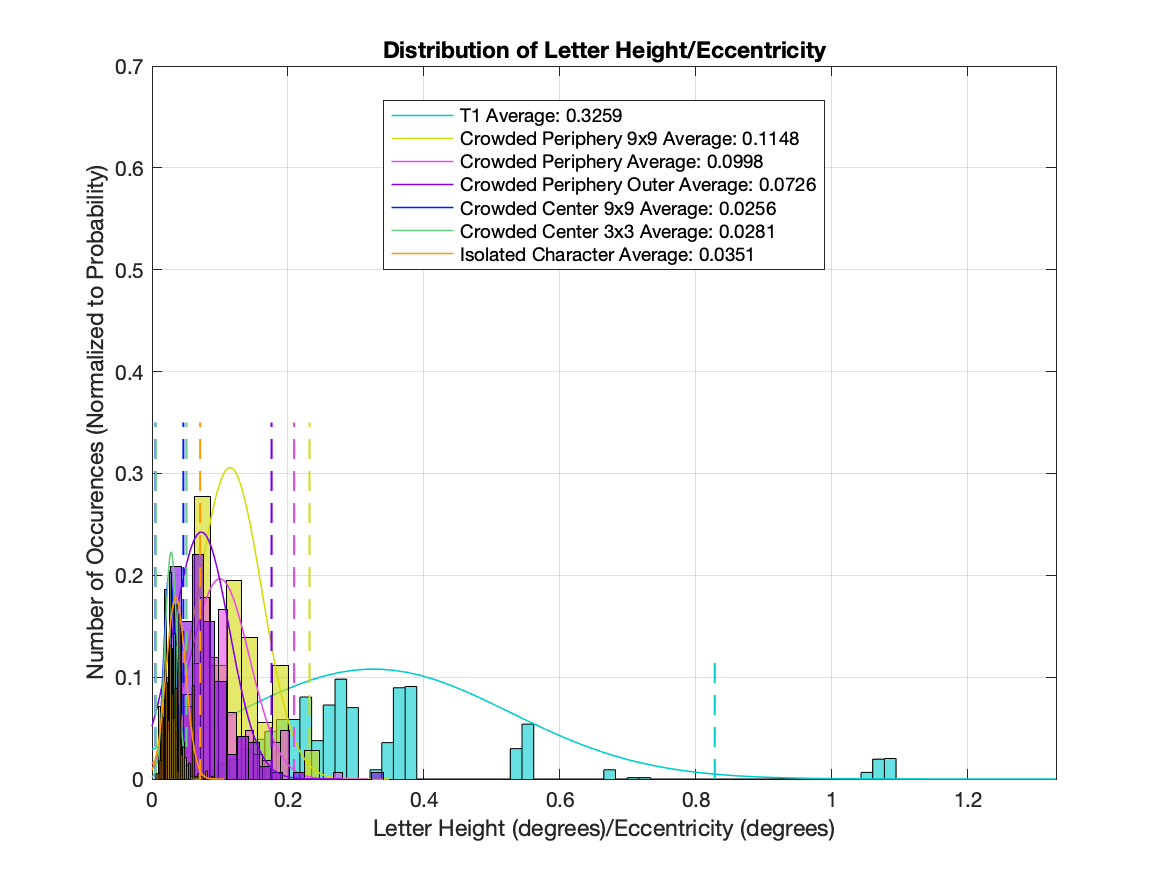 Distribution of Letter Height/Eccentricity
0.7
0.6
0.5
0.4
0.3
0.2
0.1
0
Number of Occurences (Normalized to Probability)
T1 Average: 0.3259
Crowded Periphery 9x9 Average: 0.1148
Crowded Periphery Average: 0.0998
Crowded Periphery Outer Average: 0.0726
Crowded Center 9x9 Average: 0.0256
Crowded Center 3x3 Average: 0.0281
Isolated Character Average: 0.0351
0 0.2 0.4 0.6 0.8 1 1.2
Letter Height (degrees)/Eccentricity (degrees)